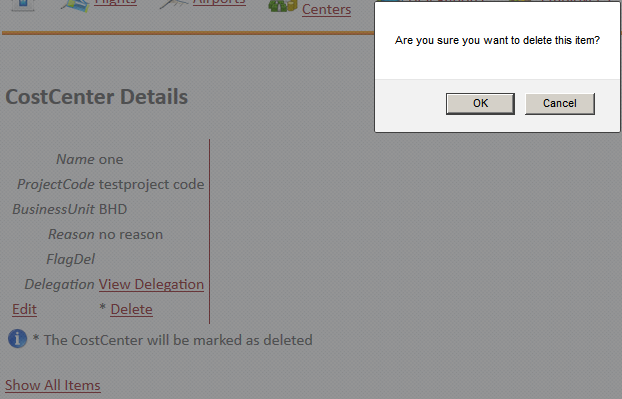 Flights
Airports
Centers
Are you sure you want to delete this item?
OK
Cancel
CostCenter Details
Name one
ProjectCode testproject code
BusinessUnit BHD
Reason no reason
FlagDel
Delegation View Delegation
Edit * Delete
* The CostCenter will be marked as deleted
Show All Items